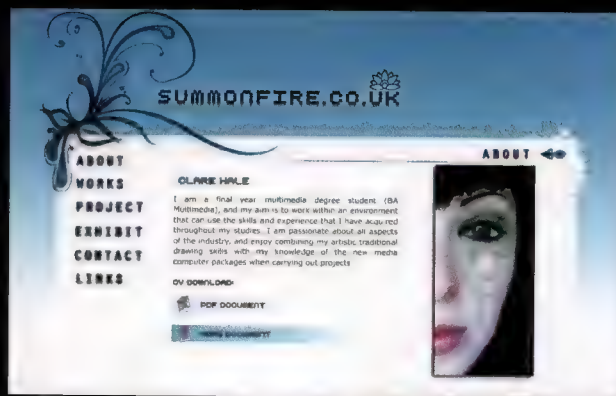 SUMMONFIRE.CO.UK
ABOUT
ABOUT
WORKS
PROJECT
EXHIBIT
CONTACT
LINKS
CLARE HALE
I am a final year multimedia degree student (BA
Multimedia), and my aim is to work within an environment
that can use the skills and experience that I have acquired
throughout my studies. I am passionate about all aspects
of the industry, and enjoy combining my artistic traditional
drawing skills with my knowledge of the new media
computer packages when carrying out projects
CV DOWNLOAD:
PDF DOCUMENT
DOCUMENT